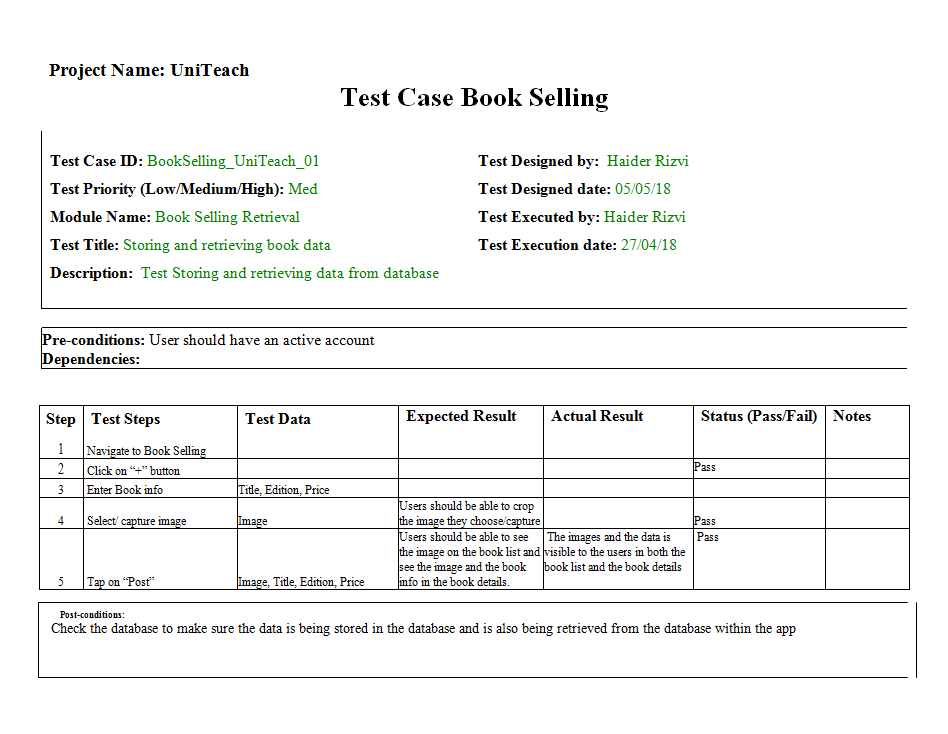 Project Name: UniTeach
Test Case Book Selling
Test Case ID: BookSelling_UniTeach_01
Test Designed by: Haider Rizvi
Test Priority (Low/Medium/High): Med
Test Designed date: 05/05/18
Module Name: Book Selling Retrieval
Test Executed by: Haider Rizvi
Test Title: Storing and retrieving book data
Test Execution date: 27/04/18
Description: Test Storing and retrieving data from database
Pre-conditions: User should have an active account
Dependencies:
Step Test Steps Test Data Expected Result Actual Result Status (Pass/Fail) Notes
1 Navigate to Book Selling
2 Click on “+” button Pass
3 Enter Book info Title, Edition, Price
4 Select/ capture image Image
Users should be able to crop
the image they choose/capture
Pass
5 Tap on “Post” Image, Title, Edition, Price
Users should be able to see
the image on the book list and
see the image and the book
info in the book details.
The images and the data is
visible to the users in both the
book list and the book details
Pass
Post-conditions:
Check the database to make sure the data is being stored in the database and is also being retrieved from the database within the app